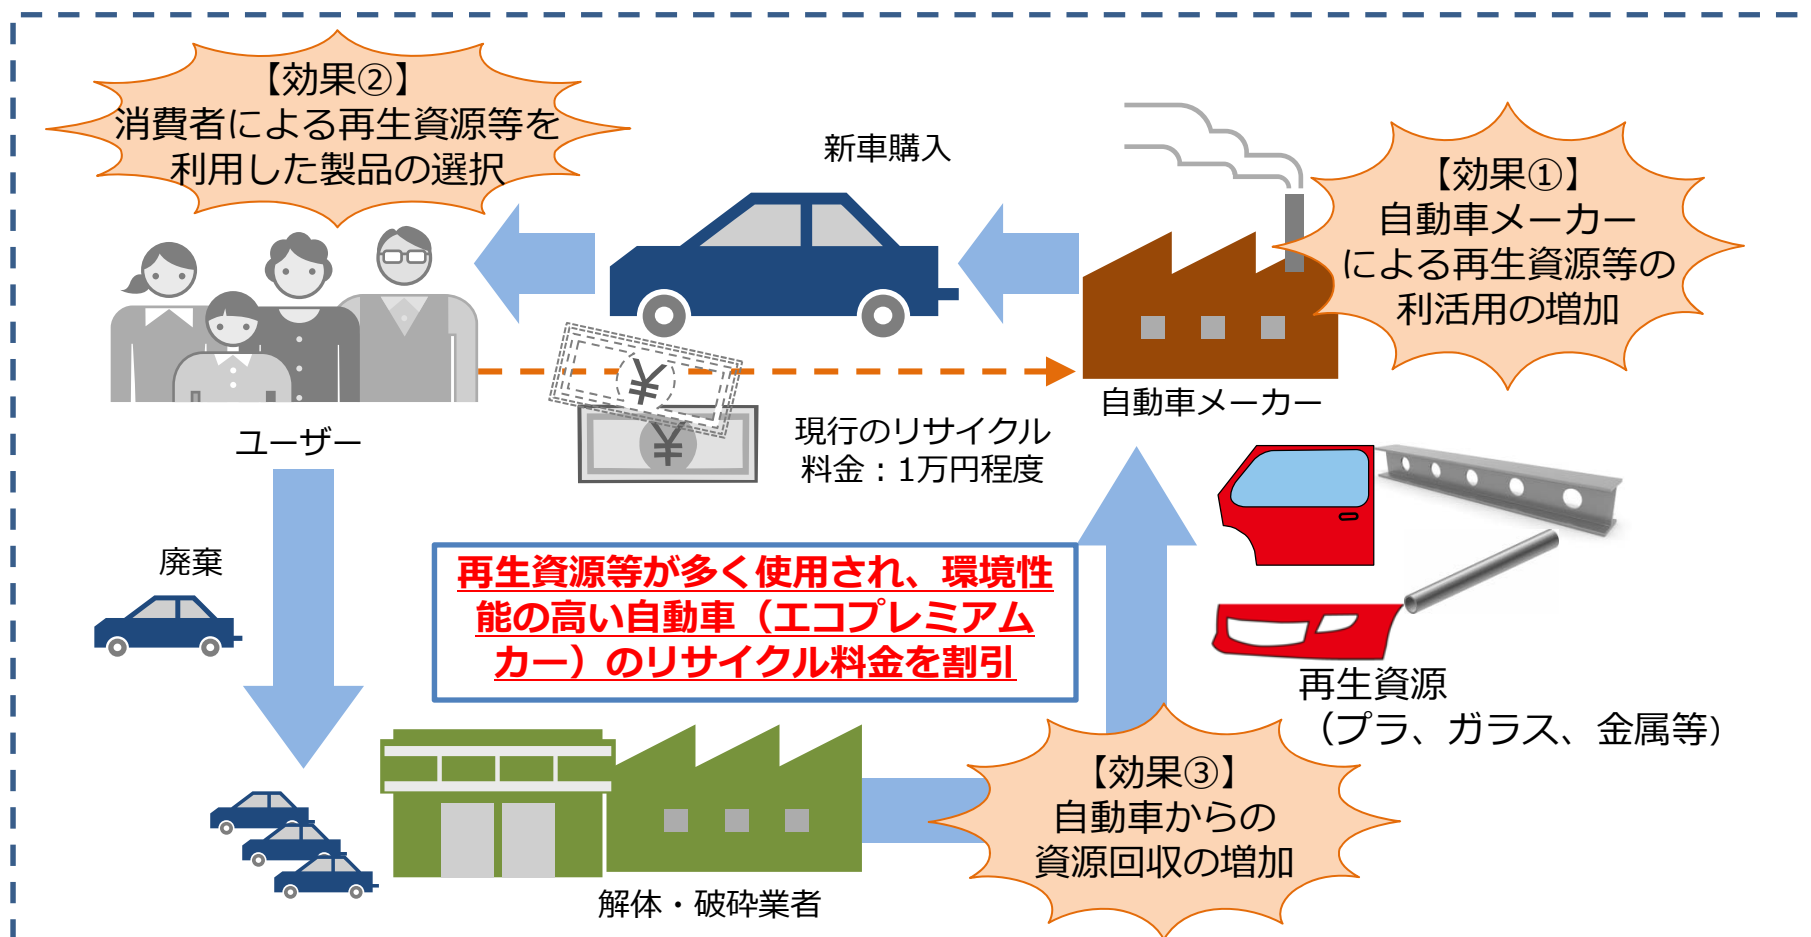 【効果②】
消費者による再生資源等を
利用した製品の選択
新車購入
【効果①】
自動車メーカー
による再生資源等の
利活用の増加
自動車メーカー
ユーザー
¥
¥
現行のリサイクル
料金：1万円程度
廃棄
再生資源等が多く使用され、環境性
能の高い自動車（エコプレミアム
カー）のリサイクル料金を割引
再生資源
（プラ、ガラス、金属等）
【効果③】
自動車からの
資源回収の増加
解体・破砕業者